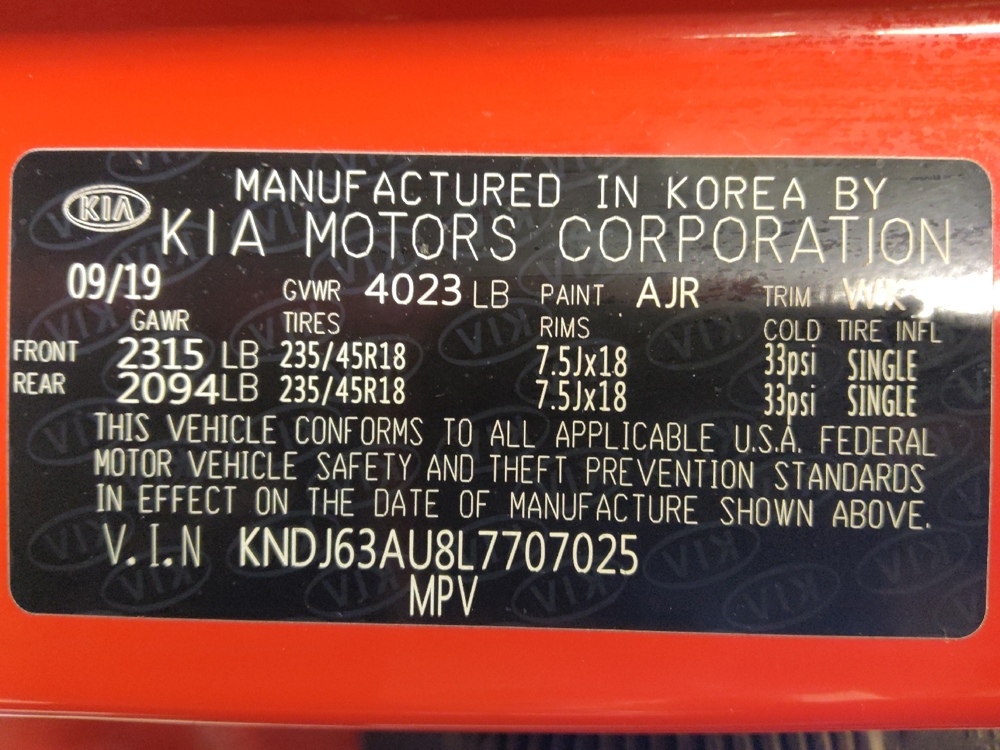 MANUFACTURED IN KOREA BY
KIA KIA MOTORS CORPORATION
09/19 GVWR 4023 LB PAINT AJR TRIM
GAWR TIRES RIMS COLD TIRE INFL
FRONT 2315 LB 235/45R18 7.5Jx18 33psi SINGLE
REAR 2094LB 235/45R18 7.5Jx18 33psi SINGLE
THIS VEHICLE CONFORMS TO ALL APPLICABLE U.S.A. FEDERAL
MOTOR VEHICLE SAFETY AND THEFT PREVENTION STANDARDS
IN EFFECT ON THE DATE OF MANUFACTURE SHOWN ABOVE.
V.I.N KNDJ63AU8L7707025
MPV